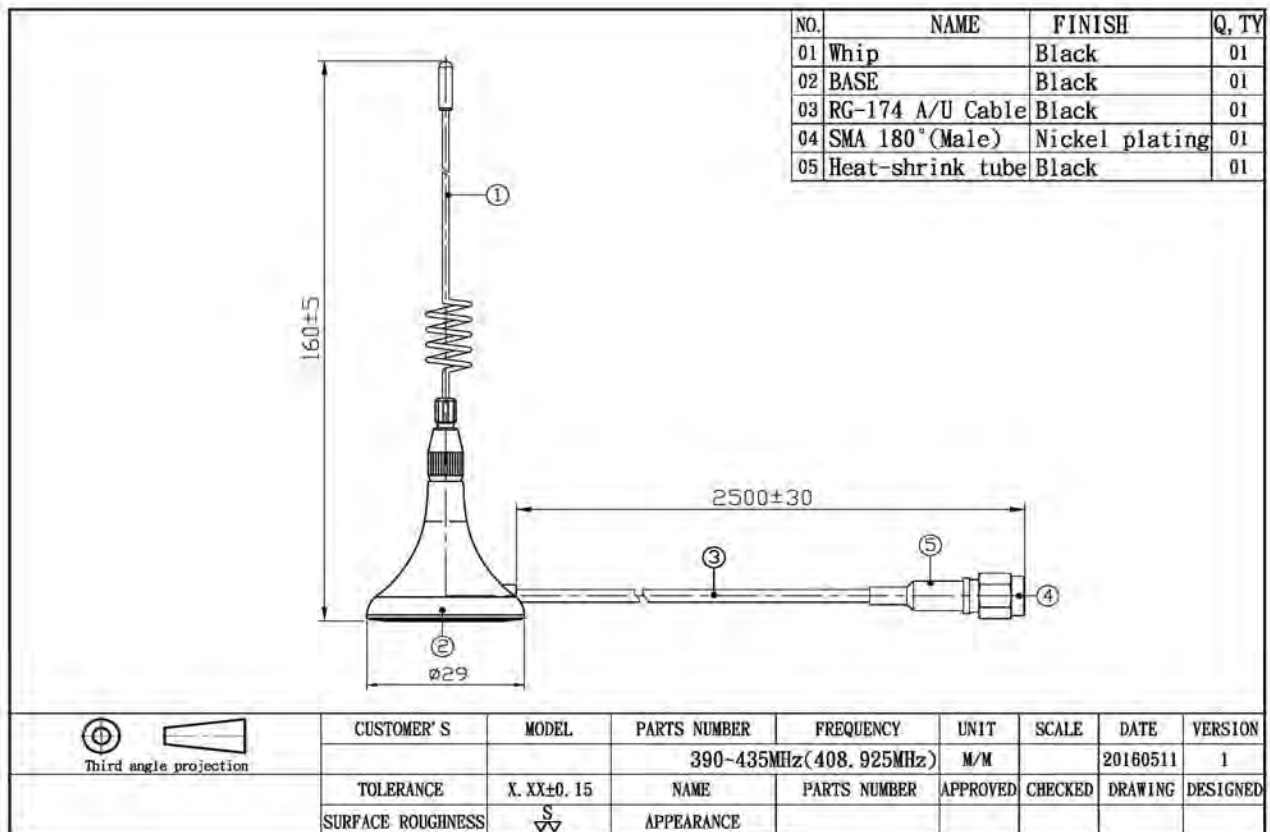 NO. NAME FINISH Q, TY
01 Whip Black 01
02 BASE Black 01
03 RG-174 A/U Cable Black 01
04 SMA 180°(Male) Nickel plating 01
05 Heat-shrink tube Black 01
①
160±5
2500±30
⑤
③
④
②
ø29
CUSTOMER'S MODEL PARTS NUMBER FREQUENCY UNIT SCALE DATE VERSION
Third angle projection
390-435MHz(408.925MHz) M/M 20160511 1
TOLERANCE X.XX±0.15 NAME PARTS NUMBER APPROVED CHECKED DRAWING DESIGNED
SURFACE ROUGHNESS S APPEARANCE